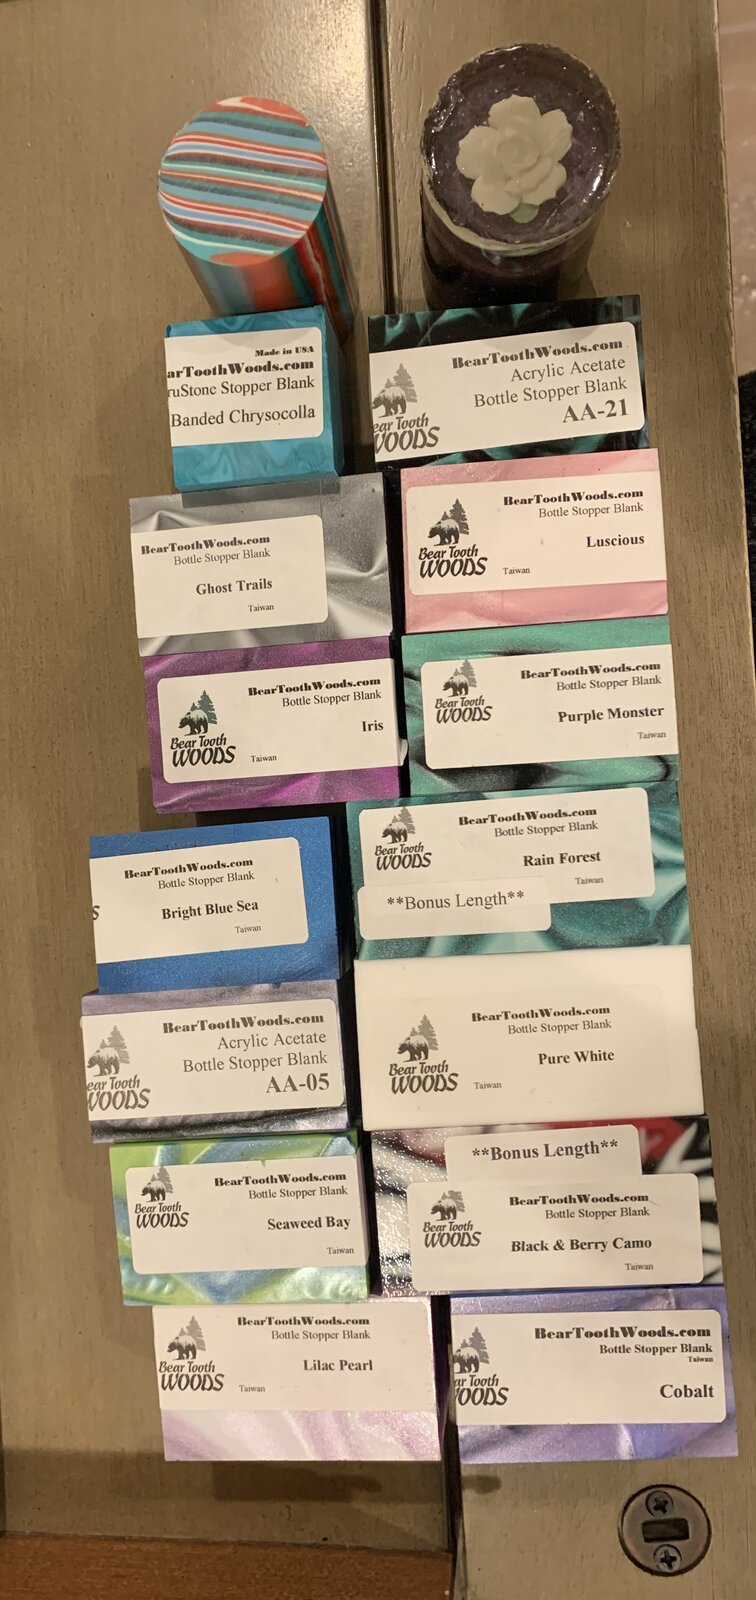 Made in USA
arToothWoods.com
ruStone Stopper Blank
Banded Chrysocolla
BearToothWoods.com
Acrylic Acetate
Bottle Stopper Blank
AA-21
ear Tooth
WOODS
BearToothWoods.com
Bottle Stopper Blank
Ghost Trails
Taiwan
BearToothWoods.com
Bottle Stopper Blank
Luscious
Bear Tooth
WOODS
Taiwan
BearToothWoods.com
Bottle Stopper Blank
Iris
Bear Tooth
WOODS
Taiwan
BearToothWoods.com
Bottle Stopper Blank
Purple Monster
Bear Tooth
WOODS
Taiwan
BearToothWoods.com
Bottle Stopper Blank
Bright Blue Sea
Taiwan
S
BearToothWoods.com
Bottle Stopper Blank
Rain Forest
Bear Tooth
WOODS
Taiwan
**Bonus Length**
BearToothWoods.com
Acrylic Acetate
Bottle Stopper Blank
AA-05
ear Tooth
WOODS
BearToothWoods.com
Bottle Stopper Blank
Pure White
Bear Tooth
WOODS
Taiwan
BearToothWoods.com
Bottle Stopper Blank
Seaweed Bay
Bear Tooth
WOODS
Taiwan
**Bonus Length**
BearToothWoods.com
Bottle Stopper Blank
Black & Berry Camo
Bear Tooth
WOODS
Taiwan
BearToothWoods.com
Bottle Stopper Blank
Lilac Pearl
Bear Tooth
WOODS
Taiwan
BearToothWoods.com
Bottle Stopper Blank
Taiwan
Cobalt
ar Tooth
WOODS